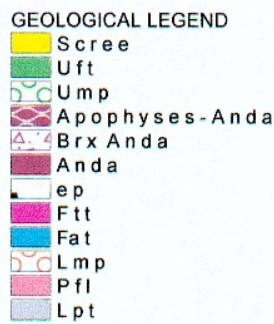 GEOLOGICAL LEGEND
Scree
Uft
Ump
Apophyses-Anda
Brx Anda
Anda
ep
Ftt
Fat
Lmp
Pfl
Lpt